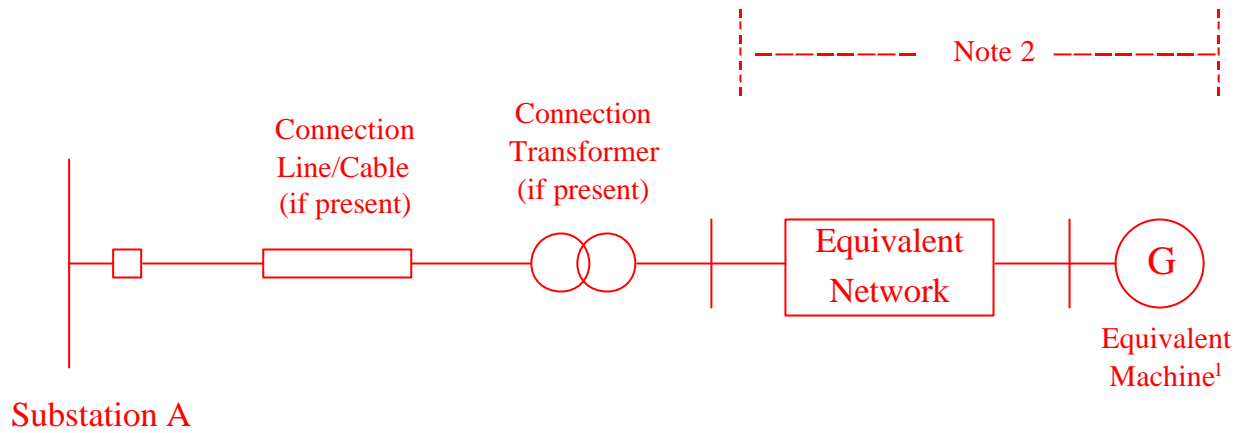 Note 2
Connection
Line/Cable
(if present)
Connection
Transformer
(if present)
Equivalent
Network
G
Equivalent
Machine¹
Substation A